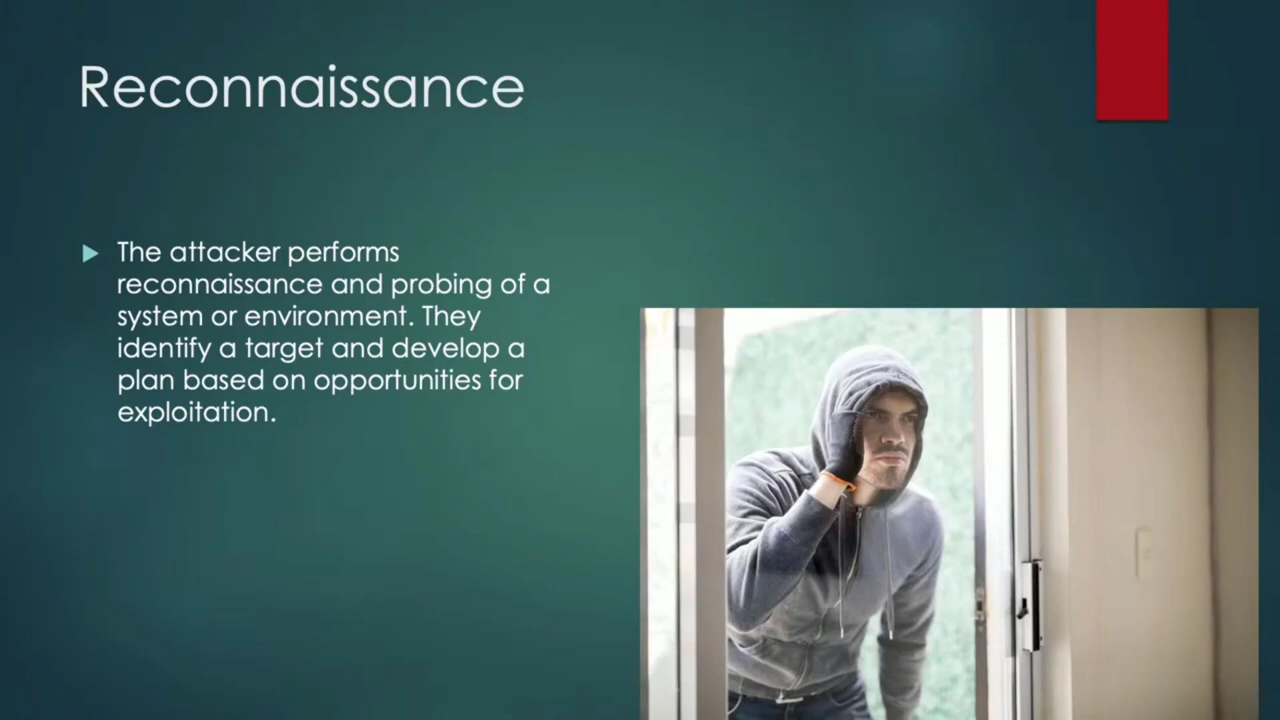 Reconnaissance
The attacker performs
reconnaissance and probing of a
system or environment. They
identify a target and develop a
plan based on opportunities for
exploitation.